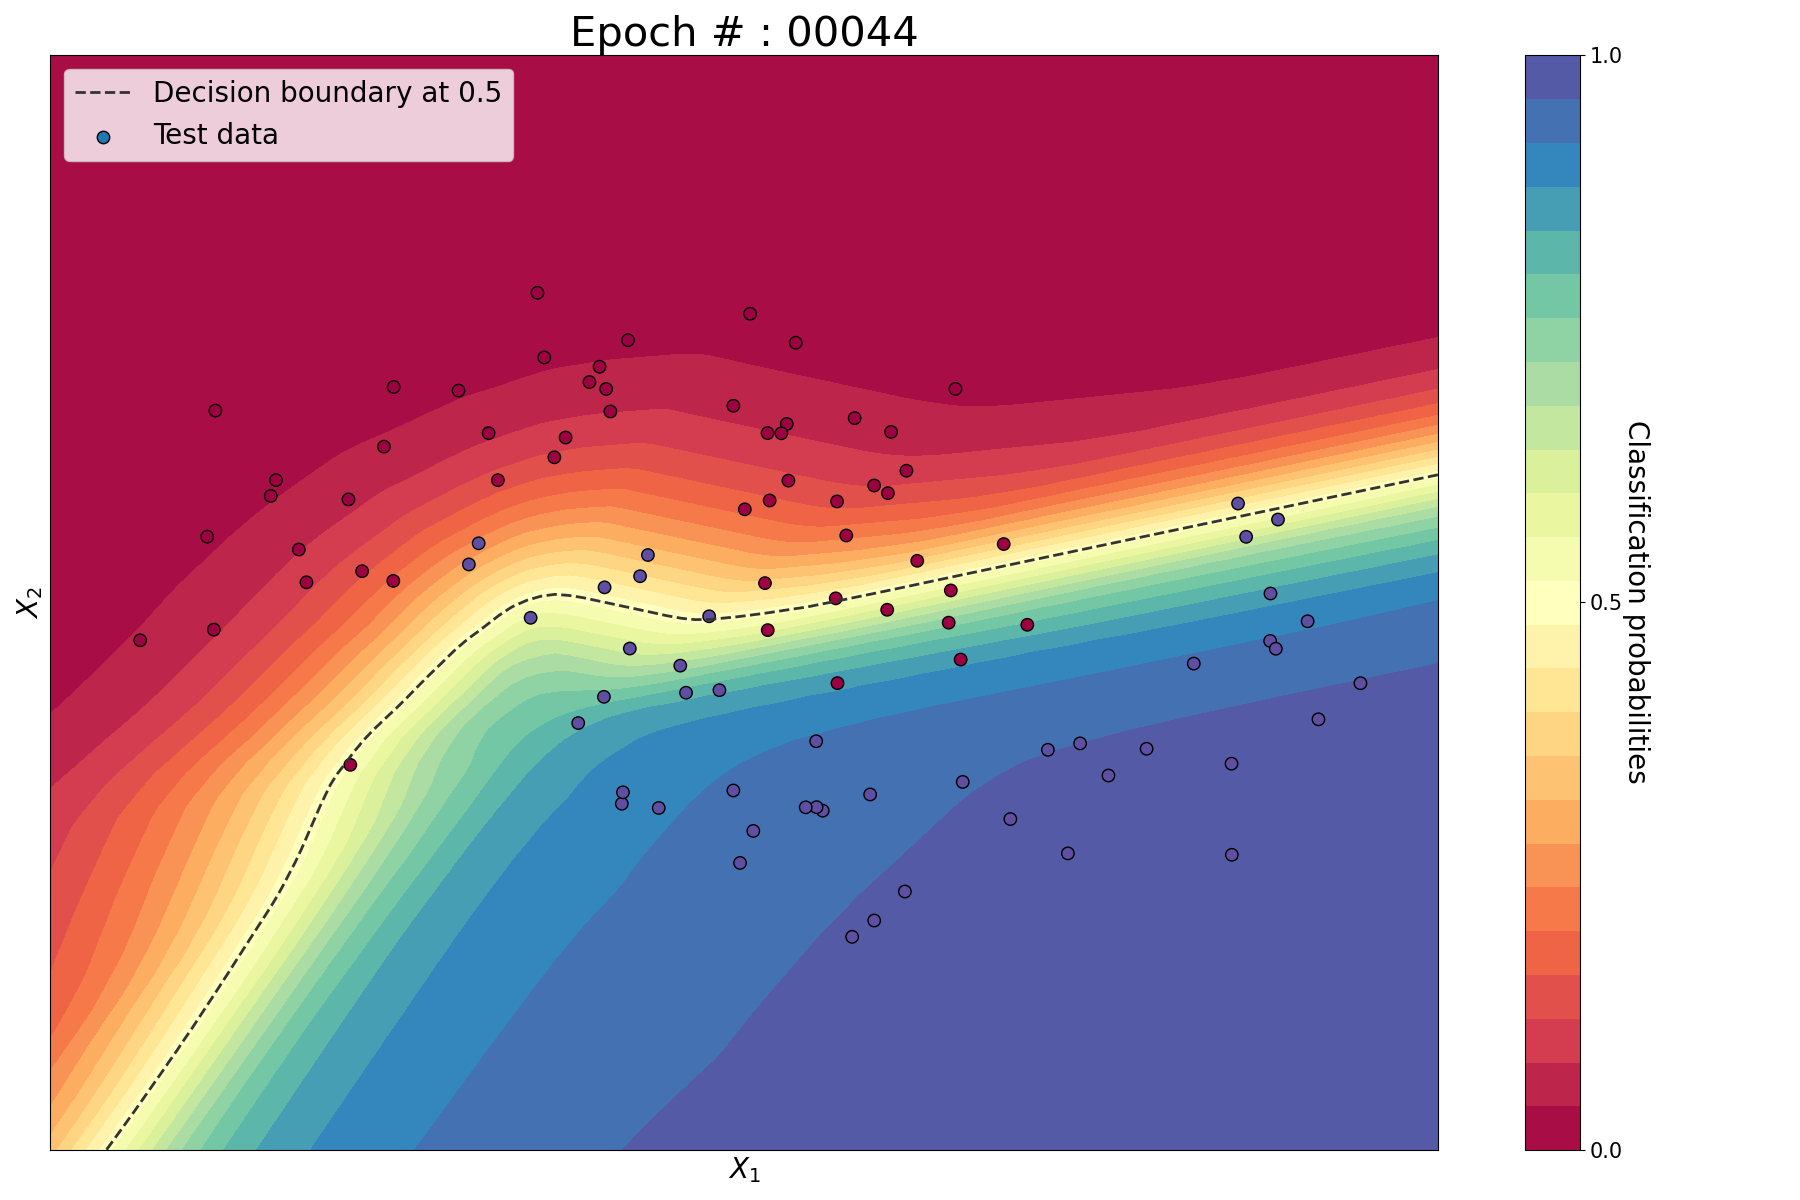 Epoch # : 00044
Decision boundary at 0.5
Test data
X₂
X₁
1.0
0.5
0.0
Classification probabilities